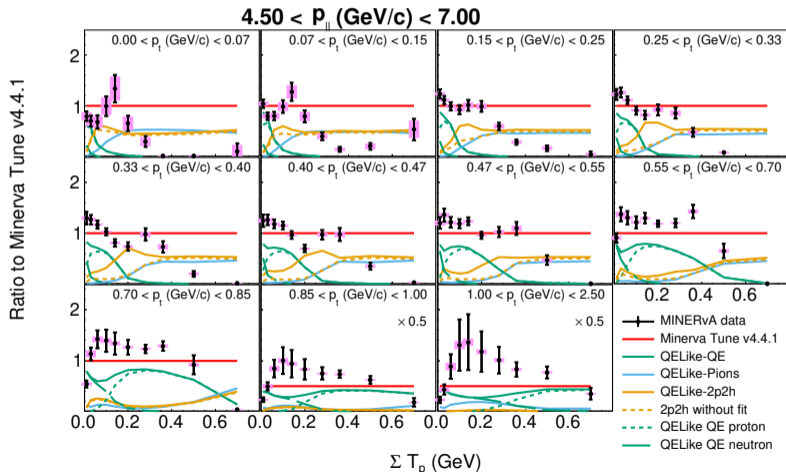 4.50 < p|| (GeV/c) < 7.00
0.00 < pt (GeV/c) < 0.07
0.07 < pt (GeV/c) < 0.15
0.15 < pt (GeV/c) < 0.25
0.25 < pt (GeV/c) < 0.33
2
1
0.33 < pt (GeV/c) < 0.40
0.40 < pt (GeV/c) < 0.47
0.47 < pt (GeV/c) < 0.55
0.55 < pt (GeV/c) < 0.70
2
1
0.2 0.4 0.6
0.70 < pt (GeV/c) < 0.85
0.85 < pt (GeV/c) < 1.00
1.00 < pt (GeV/c) < 2.50
× 0.5
× 0.5
2
1
0
0.0 0.2 0.4 0.6
0.0 0.2 0.4 0.6
0.0 0.2 0.4 0.6
Ratio to Minerva Tune v4.4.1
Σ Tp (GeV)
MINERvA data
Minerva Tune v4.4.1
QELike-QE
QELike-Pions
QELike-2p2h
2p2h without fit
QELike QE proton
QELike QE neutron